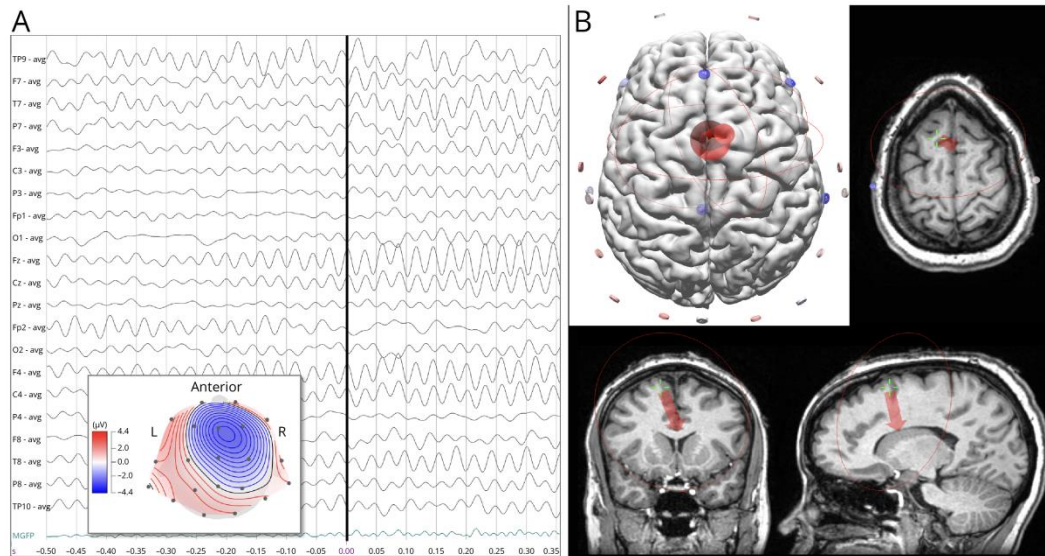 A
TP9 - avg
F7 - avg
T7 - avg
P7 - avg
F3- avg
C3 - avg
P3 - avg
Fp1 - avg
O1 - avg
Fz - avg
Cz - avg
Pz - avg
Fp2 - avg
O2 - avg
F4 - avg
C4 - avg
P4 - avg
F8 - avg
T8 - avg
P8 - avg
TP10 - avg
MGFP
s -0.50 -0.45 -0.40 -0.35 -0.30 -0.25 -0.20 -0.15 -0.10 -0.05 0.00 0.05 0.10 0.15 0.20 0.25 0.30 0.35
Anterior
(µV)
L R
4.4
2.0
0.0
-2.0
-4.4
B